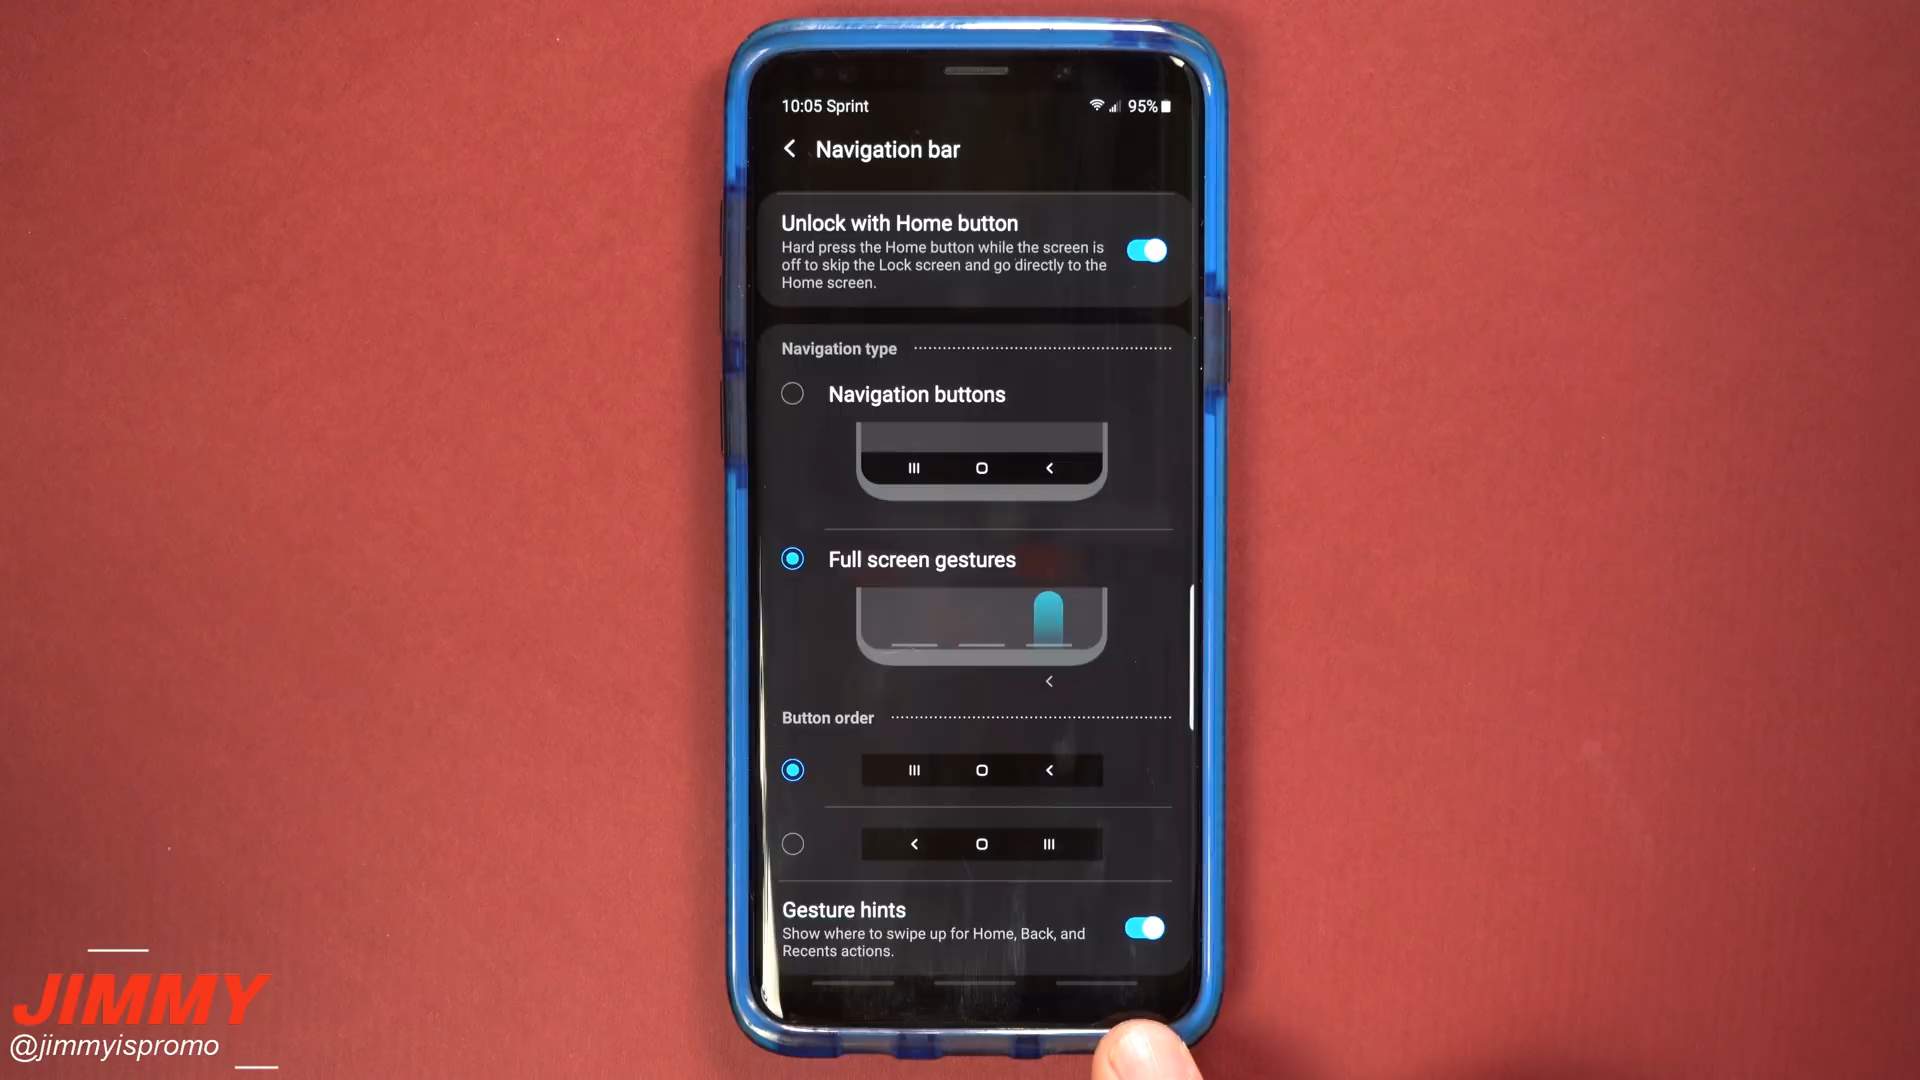 10:05 Sprint
95%
Navigation bar
Unlock with Home button
Hard press the Home button while the screen is
off to skip the Lock screen and go directly to the
Home screen.
Navigation type
Navigation buttons
Full screen gestures
Button order
Gesture hints
Show where to swipe up for Home, Back, and
Recents actions.
JIMMY
@jimmyispromo